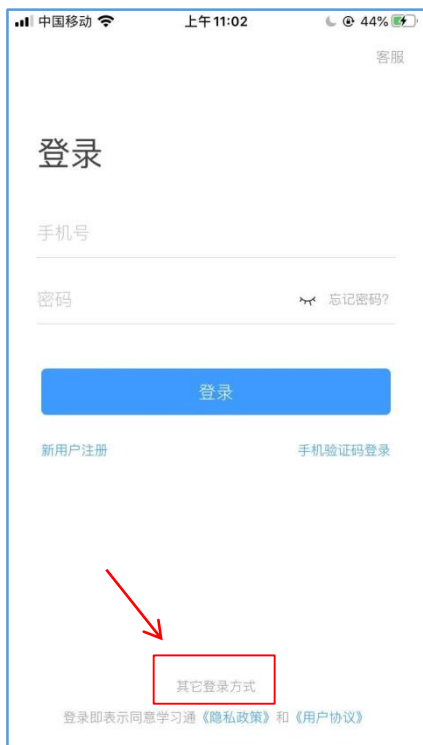 中国移动 上午11:02 44%
客服
登录
手机号
密码 忘记密码?
登录
新用户注册 手机验证码登录
其它登录方式
登录即表示同意学习通《隐私政策》和《用户协议》